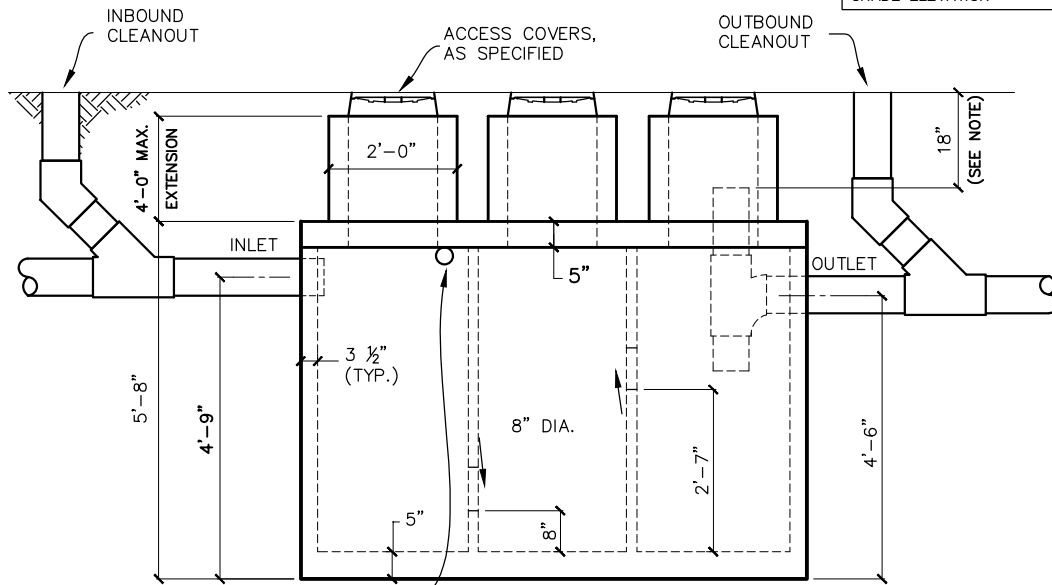 INBOUND
CLEANOUT
ACCESS COVERS,
AS SPECIFIED
OUTBOUND
CLEANOUT
4'-0" MAX.
EXTENSION
2'-0"
18"
(SEE NOTE)
INLET
5"
OUTLET
3 ½"
(TYP.)
5'-8"
4'-9"
8" DIA.
2'-7"
4'-6"
5"
8"